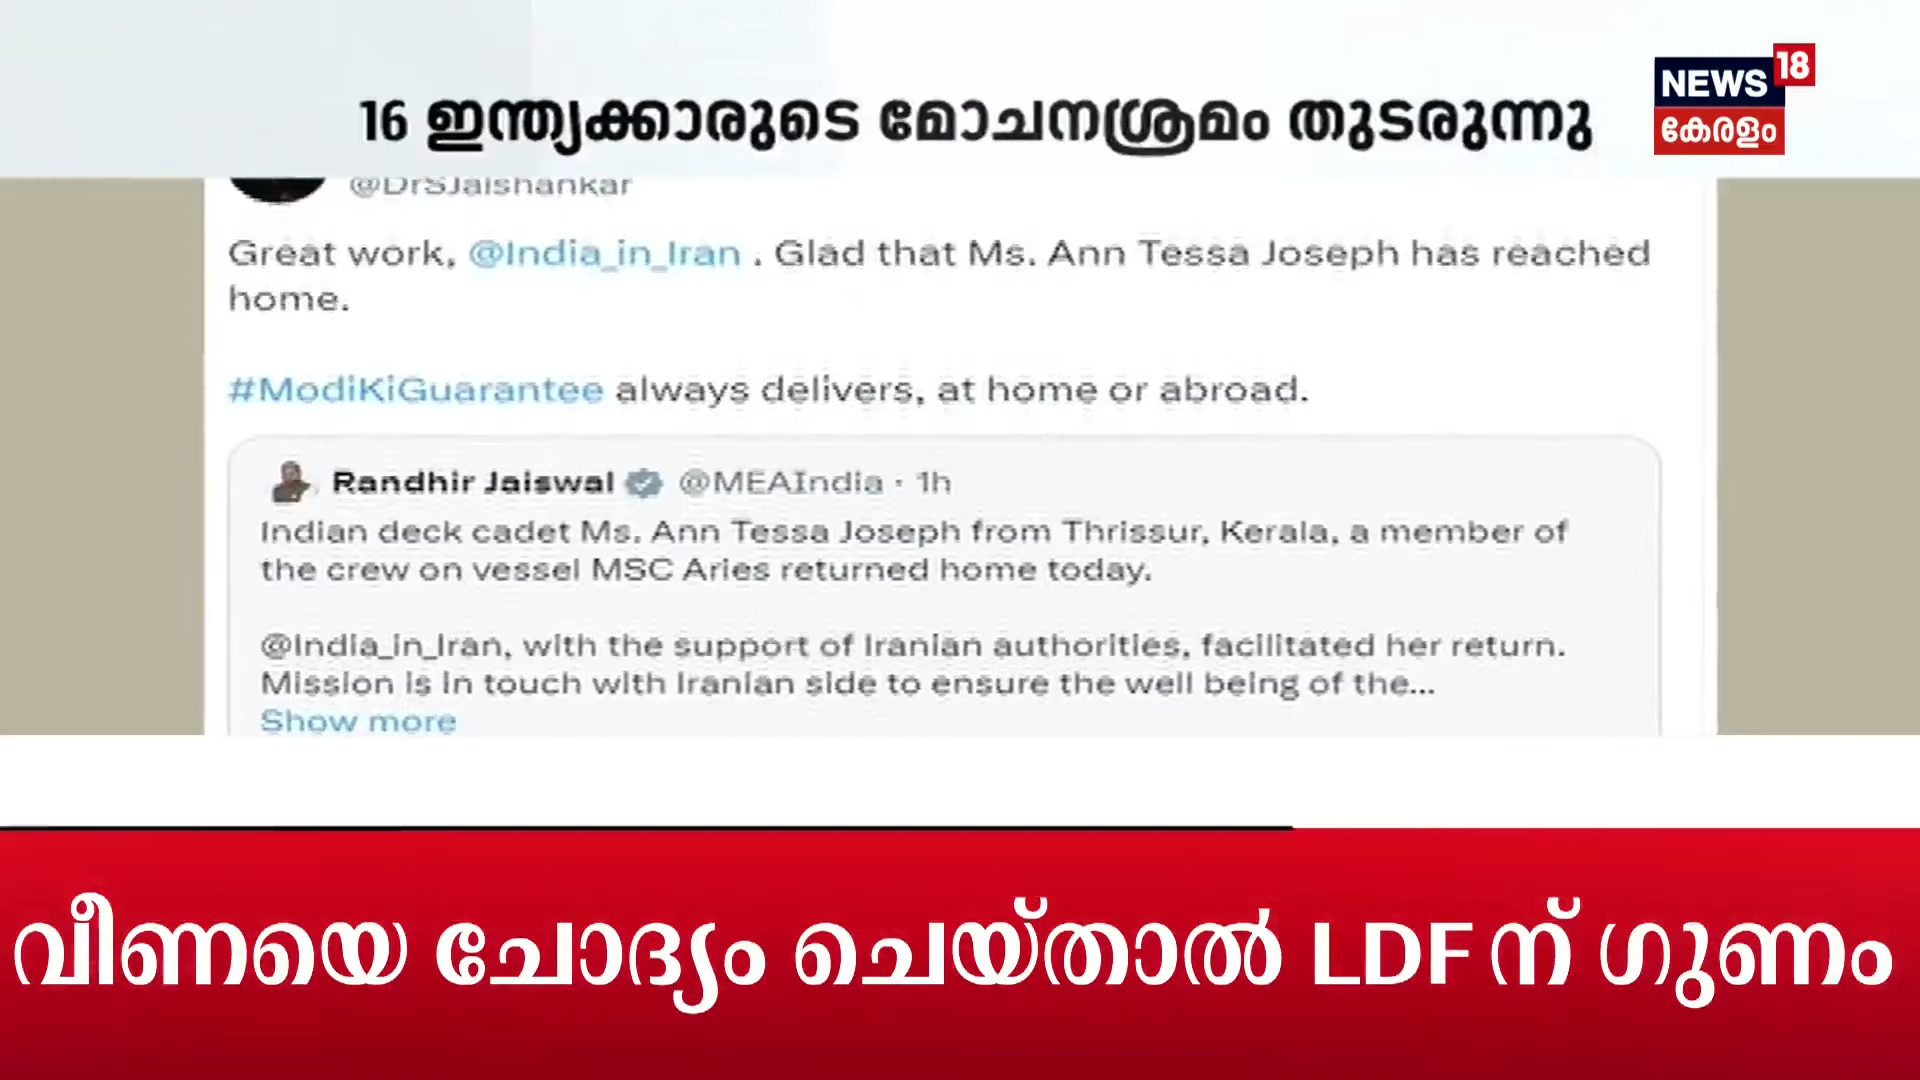 16 ഇന്ത്യക്കാരുടെ മോചനശ്രമം തുടരുന്നു
NEWS 18
കേരളം
@DrSJaishankar
Great work, @India_in_Iran . Glad that Ms. Ann Tessa Joseph has reached
home.
#ModiKiGuarantee always delivers, at home or abroad.
Randhir Jaiswal @MEAIndia · 1h
Indian deck cadet Ms. Ann Tessa Joseph from Thrissur, Kerala, a member of
the crew on vessel MSC Aries returned home today.
@India_in_Iran, with the support of Iranian authorities, facilitated her return.
Mission is in touch with Iranian side to ensure the well being of the...
Show more
വീണയെ ചോദ്യം ചെയ്താൽ LDF ന് ഗുണം